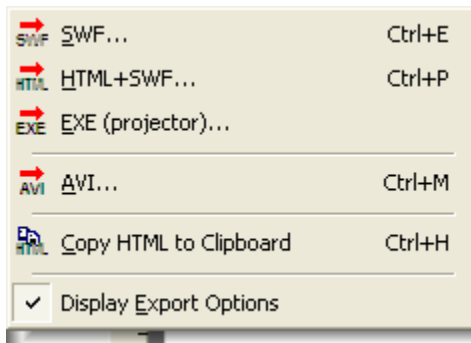 SWF SWF... Ctrl+E
HTML HTML+SWF... Ctrl+P
EXE EXE (projector)...
AVI AVI... Ctrl+M
HTML Copy HTML to Clipboard Ctrl+H
Display Export Options